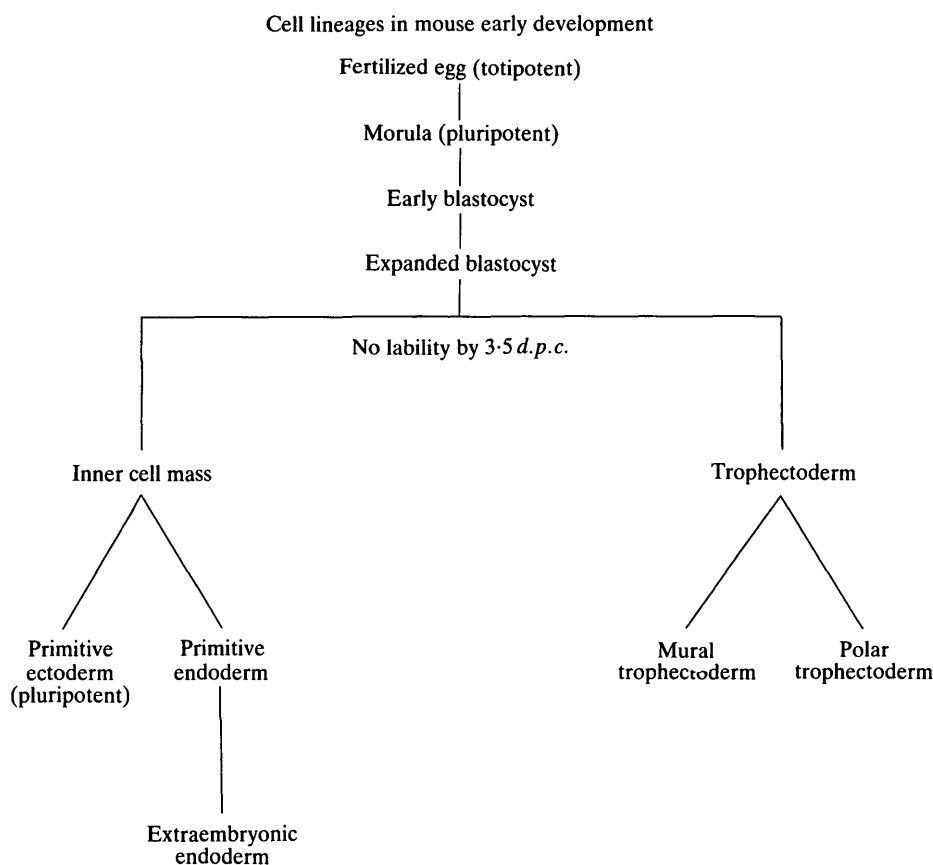 Cell lineages in mouse early development
Fertilized egg (totipotent)
Morula (pluripotent)
Early blastocyst
Expanded blastocyst
No lability by 3·5 d.p.c.
Inner cell mass
Trophectoderm
Primitive
ectoderm
(pluripotent)
Primitive
endoderm
Mural
trophectoderm
Polar
trophectoderm
Extraembryonic
endoderm